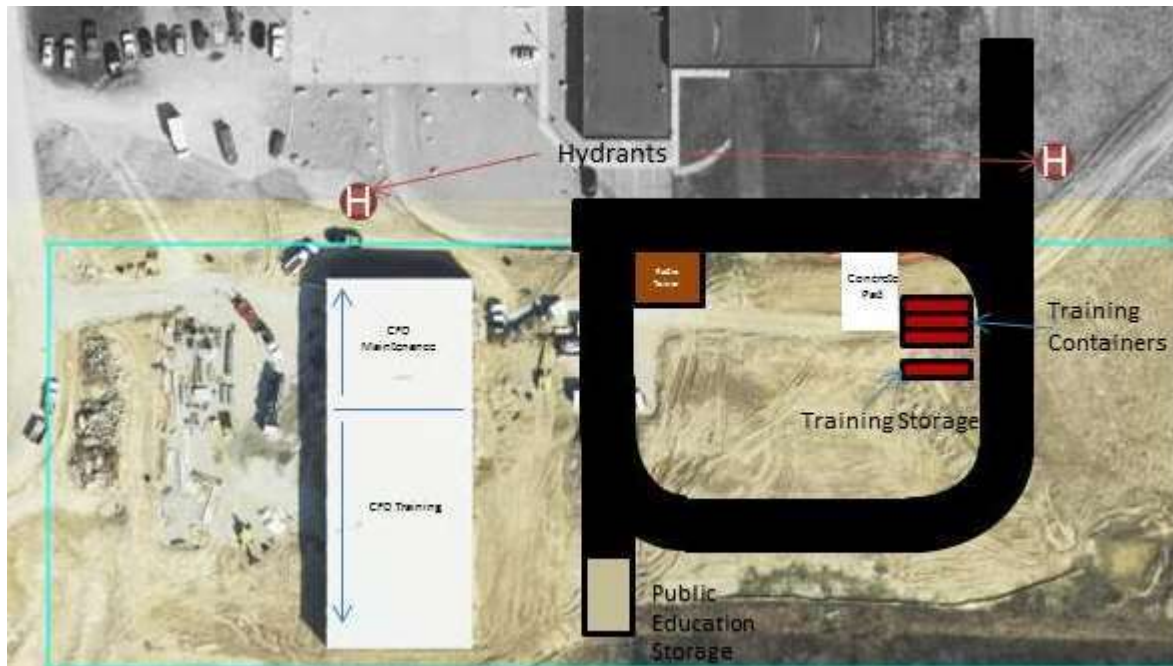 Hydrants
H
H
Concrete
Pad
Training
Containers
CFD
Maintenance
Training Storage
CFD Training
Public
Education
Storage